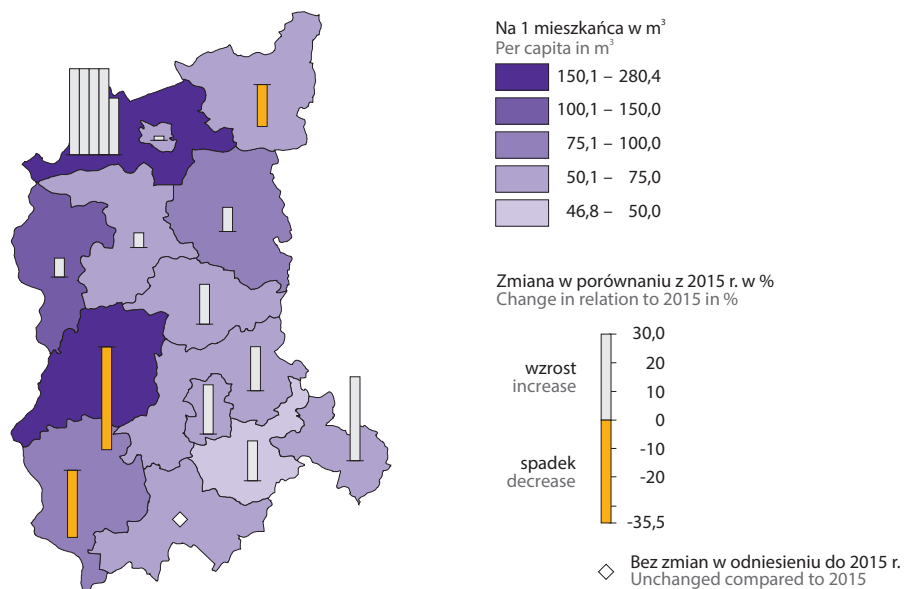 Na 1 mieszkańca w m³
Per capita in m³
150,1 – 280,4
100,1 – 150,0
75,1 – 100,0
50,1 – 75,0
46,8 – 50,0
Zmiana w porównaniu z 2015 r. w %
Change in relation to 2015 in %
30,0
20
wzrost
increase
10
0
-10
spadek
decrease
-20
-35,5
Bez zmian w odniesieniu do 2015 r.
Unchanged compared to 2015